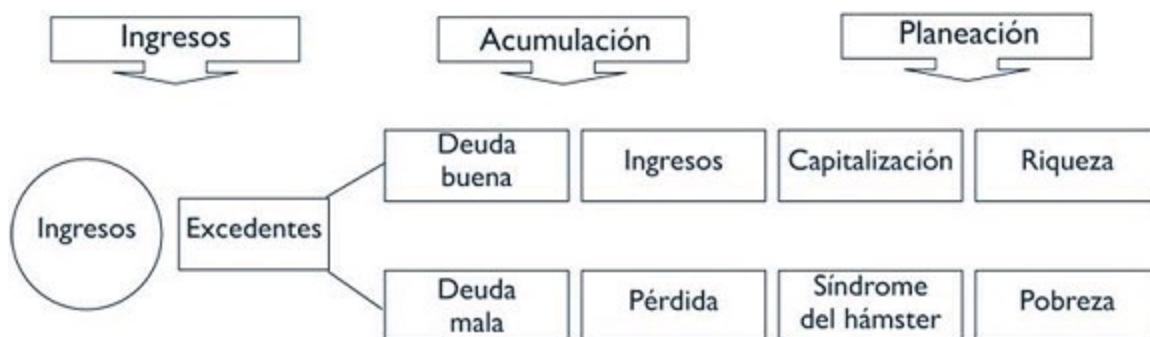 Ingresos
Acumulación
Planeación
Deuda
buena
Ingresos
Capitalización
Riqueza
Ingresos
Excedentes
Deuda
mala
Pérdida
Síndrome
del hámster
Pobreza